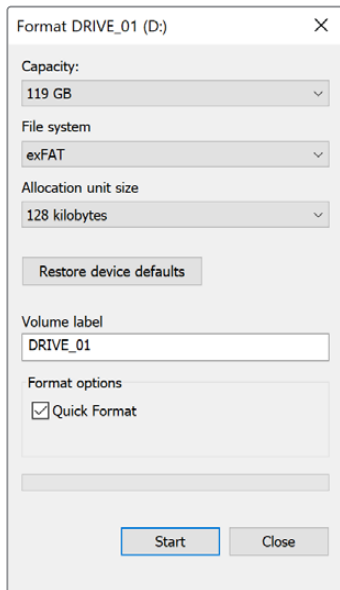 Format DRIVE_01 (D:)
Capacity:
119 GB
File system
exFAT
Allocation unit size
128 kilobytes
Restore device defaults
Volume label
DRIVE_01
Format options
Quick Format
Start Close